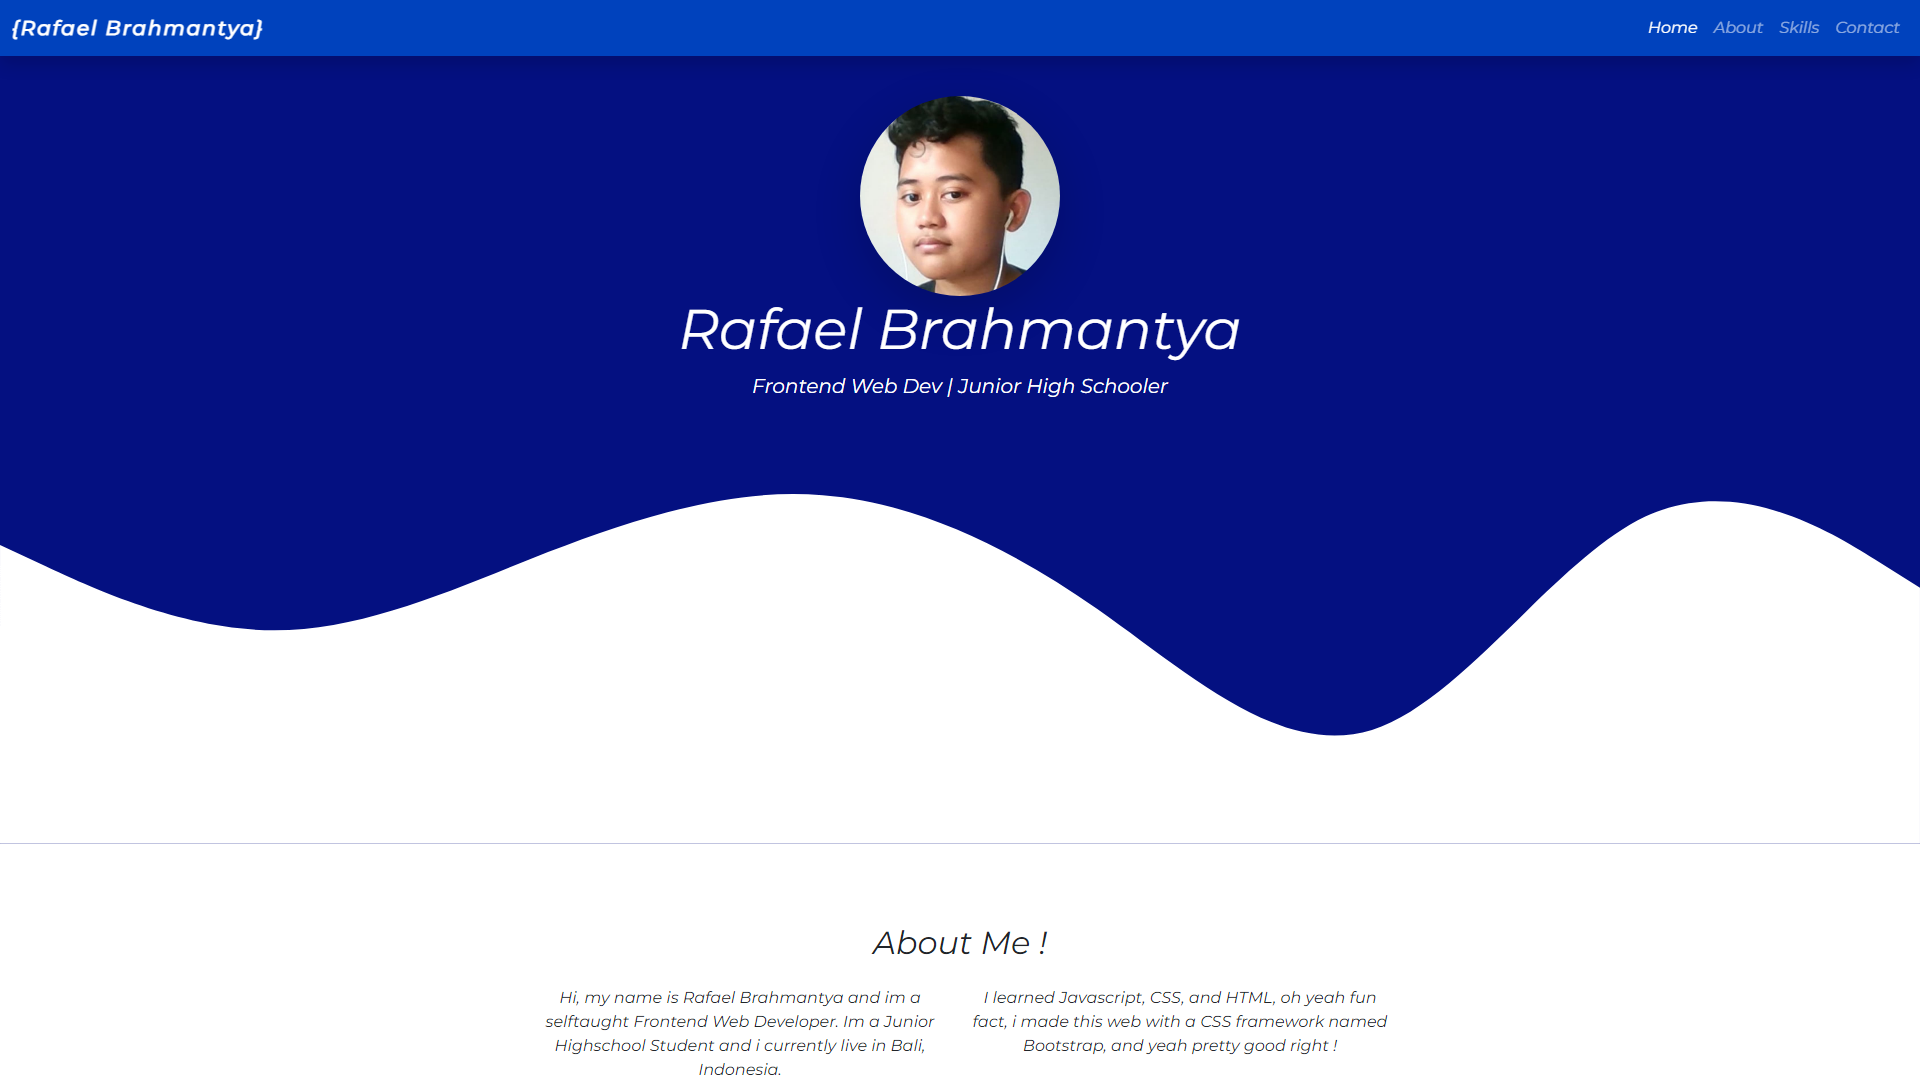 {Rafael Brahmantya}
Home About Skills Contact
Rafael Brahmantya
Frontend Web Dev | Junior High Schooler
About Me !
Hi, my name is Rafael Brahmantya and im a
selftaught Frontend Web Developer. Im a Junior
Highschool Student and i currently live in Bali,
Indonesia.
I learned Javascript, CSS, and HTML, oh yeah fun
fact, i made this web with a CSS framework named
Bootstrap, and yeah pretty good right !